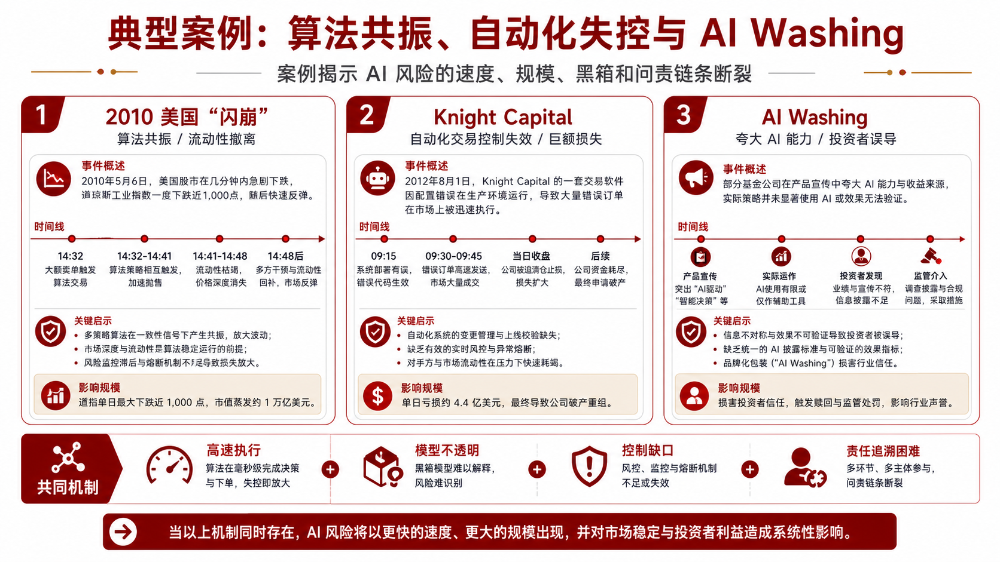 典型案例：算法共振、自动化失控与 AI Washing
案例揭示 AI 风险的速度、规模、黑箱和问责链条断裂
1
2010 美国“闪崩”
算法共振 / 流动性撤离
事件概述
2010年5月6日，美国股市在几分钟内急剧下跌，
道琼斯工业指数一度下跌近1,000点，随后快速反弹。
时间线
14:32
大额卖单触发
算法交易
14:32-14:41
算法策略相互触发，
加速抛售
14:41-14:48
流动性枯竭，
价格深度消失
14:48后
多方干预与流动性
回补，市场反弹
关键启示
• 多策略算法在一致性信号下产生共振，放大波动；
• 市场深度与流动性是算法稳定运行的前提；
• 风险监控滞后与熔断机制不足导致损失放大。
影响规模
道指单日最大下跌近 1,000 点，市值蒸发约 1 万亿美元。
2
Knight Capital
自动化交易控制失效 / 巨额损失
事件概述
2012年8月1日，Knight Capital 的一套交易软件
因配置错误在生产环境运行，导致大量错误订单
在市场上被迅速执行。
时间线
09:15
系统部署有误，
错误代码生效
09:30-09:45
错误订单高速发送，
市场大量成交
当日收盘
公司被迫清仓止损，
损失扩大
后续
公司资金耗尽，
最终申请破产
关键启示
• 自动化系统的变更管理与上线校验缺失；
• 缺乏有效的实时风控与异常熔断；
• 对手方与市场流动性在压力下快速耗竭。
影响规模
单日亏损约 4.4 亿美元，最终导致公司破产重组。
3
AI Washing
夸大 AI 能力 / 投资者误导
事件概述
部分基金公司在产品宣传中夸大 AI 能力与收益来源，
实际策略并未显著使用 AI 或效果无法验证。
时间线
产品宣传
突出 “AI驱动”
“智能决策” 等
实际运作
AI使用有限或
仅作辅助工具
投资者发现
业绩与宣传不符，
信息披露不足
监管介入
调查披露与合规
问题，采取措施
关键启示
• 信息不对称与效果不可验证导致投资者被误导；
• 缺乏统一的 AI 披露标准与可验证的效果指标；
• 品牌化包装 (“AI Washing”) 损害行业信任。
影响规模
损害投资者信任，触发赎回与监管处罚，影响行业声誉。
共同机制
高速执行
算法在毫秒级完成决策
与下单，失控即放大
模型不透明
黑箱模型难以解释，
风险难识别
控制缺口
风控、监控与熔断机制
不足或失效
责任追溯困难
多环节、多主体参与，
问责链条断裂
当以上机制同时存在，AI 风险将以更快的速度、更大的规模出现，并对市场稳定与投资者利益造成系统性影响。